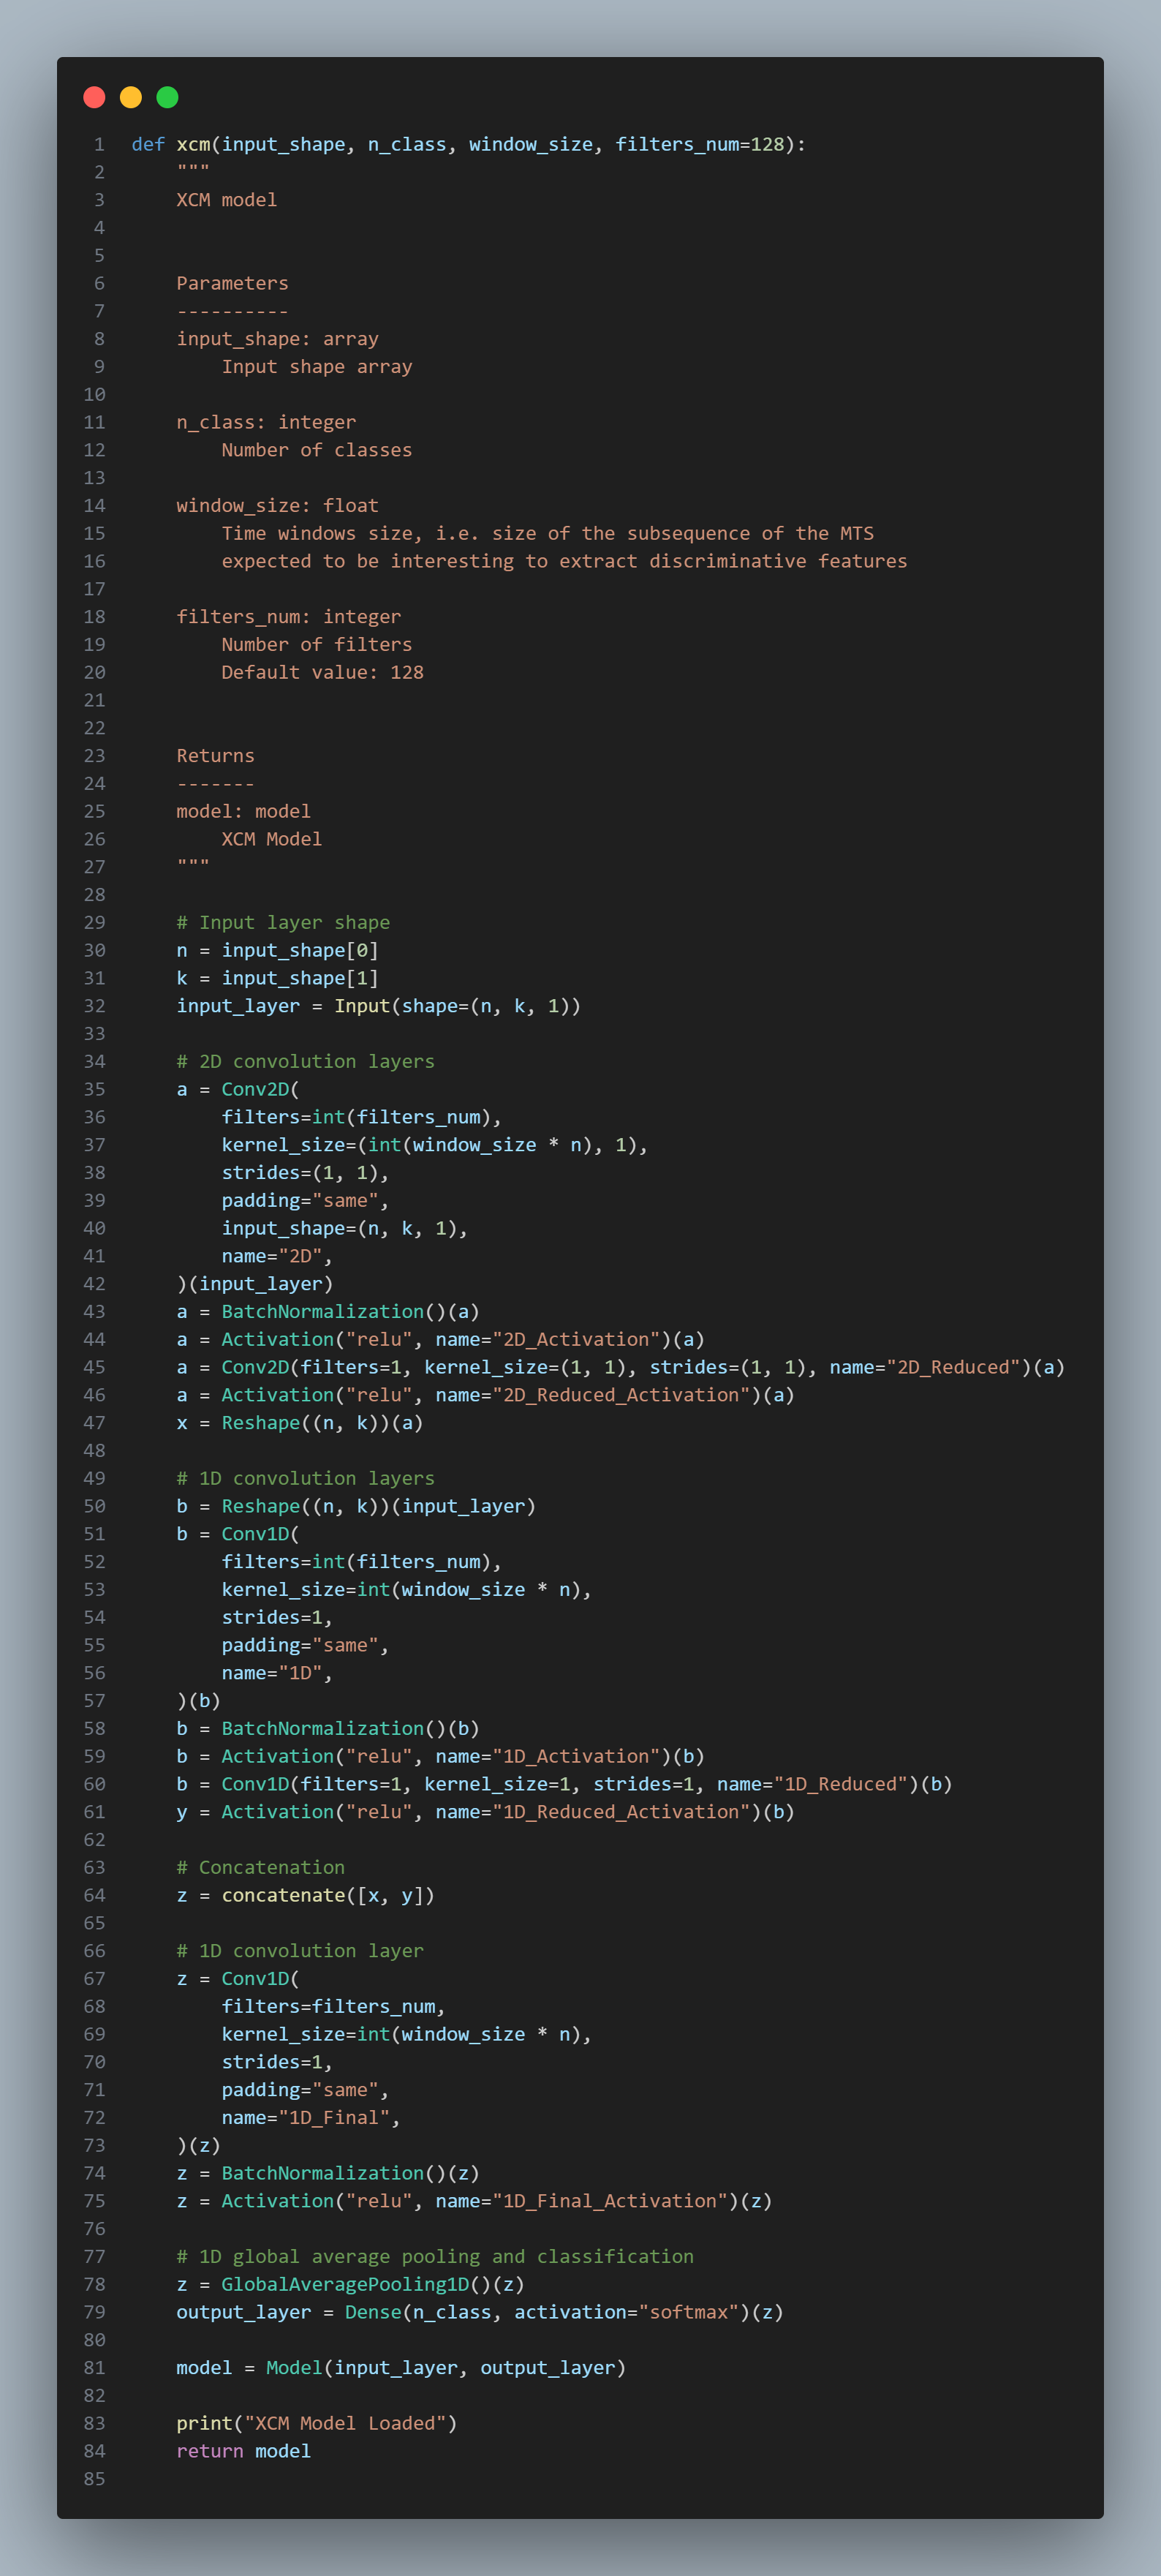 1 def xcm(input_shape, n_class, window_size, filters_num=128):
2     """
3     XCM model
4
5
6     Parameters
7     ----------
8     input_shape: array
9         Input shape array
10
11     n_class: integer
12         Number of classes
13
14     window_size: float
15         Time windows size, i.e. size of the subsequence of the MTS
16         expected to be interesting to extract discriminative features
17
18     filters_num: integer
19         Number of filters
20         Default value: 128
21
22
23     Returns
24     -------
25     model: model
26         XCM Model
27     """
28
29     # Input layer shape
30     n = input_shape[0]
31     k = input_shape[1]
32     input_layer = Input(shape=(n, k, 1))
33
34     # 2D convolution layers
35     a = Conv2D(
36         filters=int(filters_num),
37         kernel_size=(int(window_size * n), 1),
38         strides=(1, 1),
39         padding="same",
40         input_shape=(n, k, 1),
41         name="2D",
42     )(input_layer)
43     a = BatchNormalization()(a)
44     a = Activation("relu", name="2D_Activation")(a)
45     a = Conv2D(filters=1, kernel_size=(1, 1), strides=(1, 1), name="2D_Reduced")(a)
46     a = Activation("relu", name="2D_Reduced_Activation")(a)
47     x = Reshape((n, k))(a)
48
49     # 1D convolution layers
50     b = Reshape((n, k))(input_layer)
51     b = Conv1D(
52         filters=int(filters_num),
53         kernel_size=int(window_size * n),
54         strides=1,
55         padding="same",
56         name="1D",
57     )(b)
58     b = BatchNormalization()(b)
59     b = Activation("relu", name="1D_Activation")(b)
60     b = Conv1D(filters=1, kernel_size=1, strides=1, name="1D_Reduced")(b)
61     y = Activation("relu", name="1D_Reduced_Activation")(b)
62
63     # Concatenation
64     z = concatenate([x, y])
65
66     # 1D convolution layer
67     z = Conv1D(
68         filters=filters_num,
69         kernel_size=int(window_size * n),
70         strides=1,
71         padding="same",
72         name="1D_Final",
73     )(z)
74     z = BatchNormalization()(z)
75     z = Activation("relu", name="1D_Final_Activation")(z)
76
77     # 1D global average pooling and classification
78     z = GlobalAveragePooling1D()(z)
79     output_layer = Dense(n_class, activation="softmax")(z)
80
81     model = Model(input_layer, output_layer)
82
83     print("XCM Model Loaded")
84     return model
85